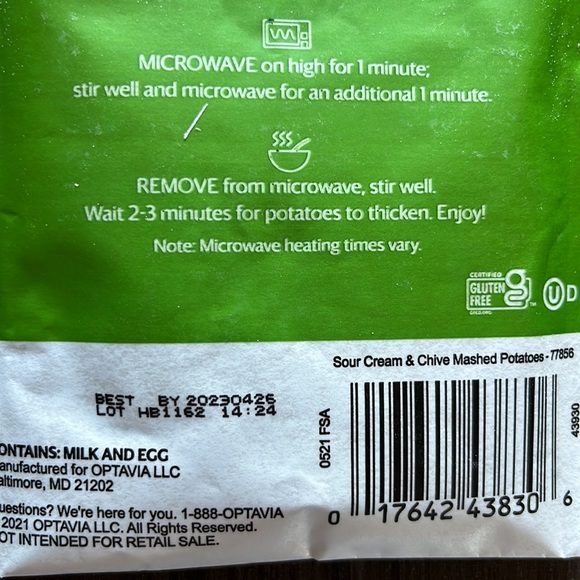 MICROWAVE on high for 1 minute;
stir well and microwave for an additional 1 minute.
REMOVE from microwave, stir well.
Wait 2-3 minutes for potatoes to thicken. Enjoy!
Note: Microwave heating times vary.
CERTIFIED
GLUTEN
FREE
GFCO.ORG
TM
U D
Sour Cream & Chive Mashed Potatoes - 77856
BEST BY 20230426
LOT HB1162 14:24
0521 FSA
43930
0 17642 43830 6
ONTAINS: MILK AND EGG
anufactured for OPTAVIA LLC
altimore, MD 21202
uestions? We're here for you. 1-888-OPTAVIA
2021 OPTAVIA LLC. All Rights Reserved.
OT INTENDED FOR RETAIL SALE.